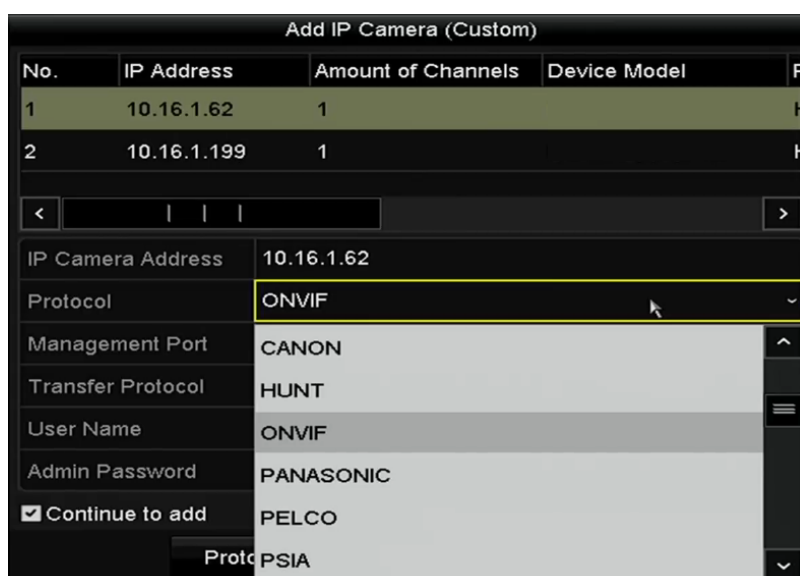 Add IP Camera (Custom)
No. IP Address Amount of Channels Device Model
1 10.16.1.62 1
2 10.16.1.199 1
IP Camera Address 10.16.1.62
Protocol ONVIF
Management Port CANON
Transfer Protocol HUNT
User Name ONVIF
Admin Password PANASONIC
Continue to add PELCO
PSIA